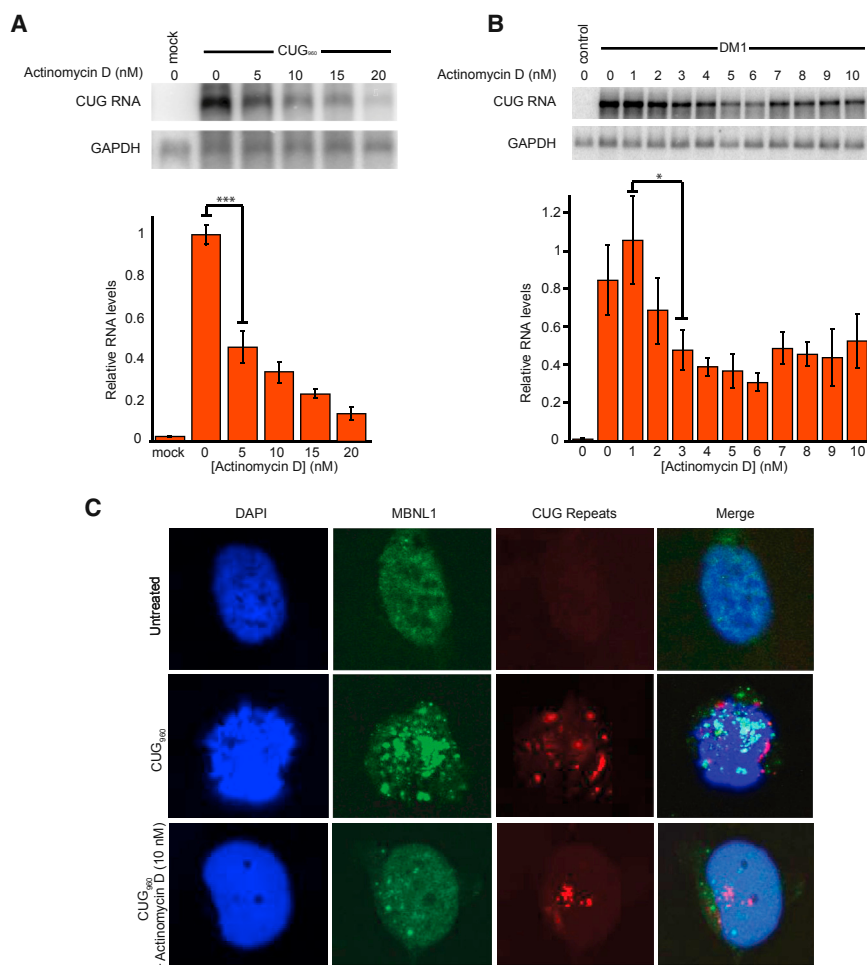 A
mock
CUG₉₆₀
Actinomycin D (nM) 0 0 5 10 15 20
CUG RNA
GAPDH
***
Relative RNA levels
1
0.8
0.6
0.4
0.2
0
mock 0 5 10 15 20
[Actinomycin D] (nM)
B
control
DM1
Actinomycin D (nM) 0 0 1 2 3 4 5 6 7 8 9 10
CUG RNA
GAPDH
*
Relative RNA levels
1.2
1
0.8
0.6
0.4
0.2
0
0 0 1 2 3 4 5 6 7 8 9 10
[Actinomycin D] (nM)
C
DAPI MBNL1 CUG Repeats Merge
Untreated
CUG₉₆₀
CUG₉₆₀
Actinomycin D (10 nM)